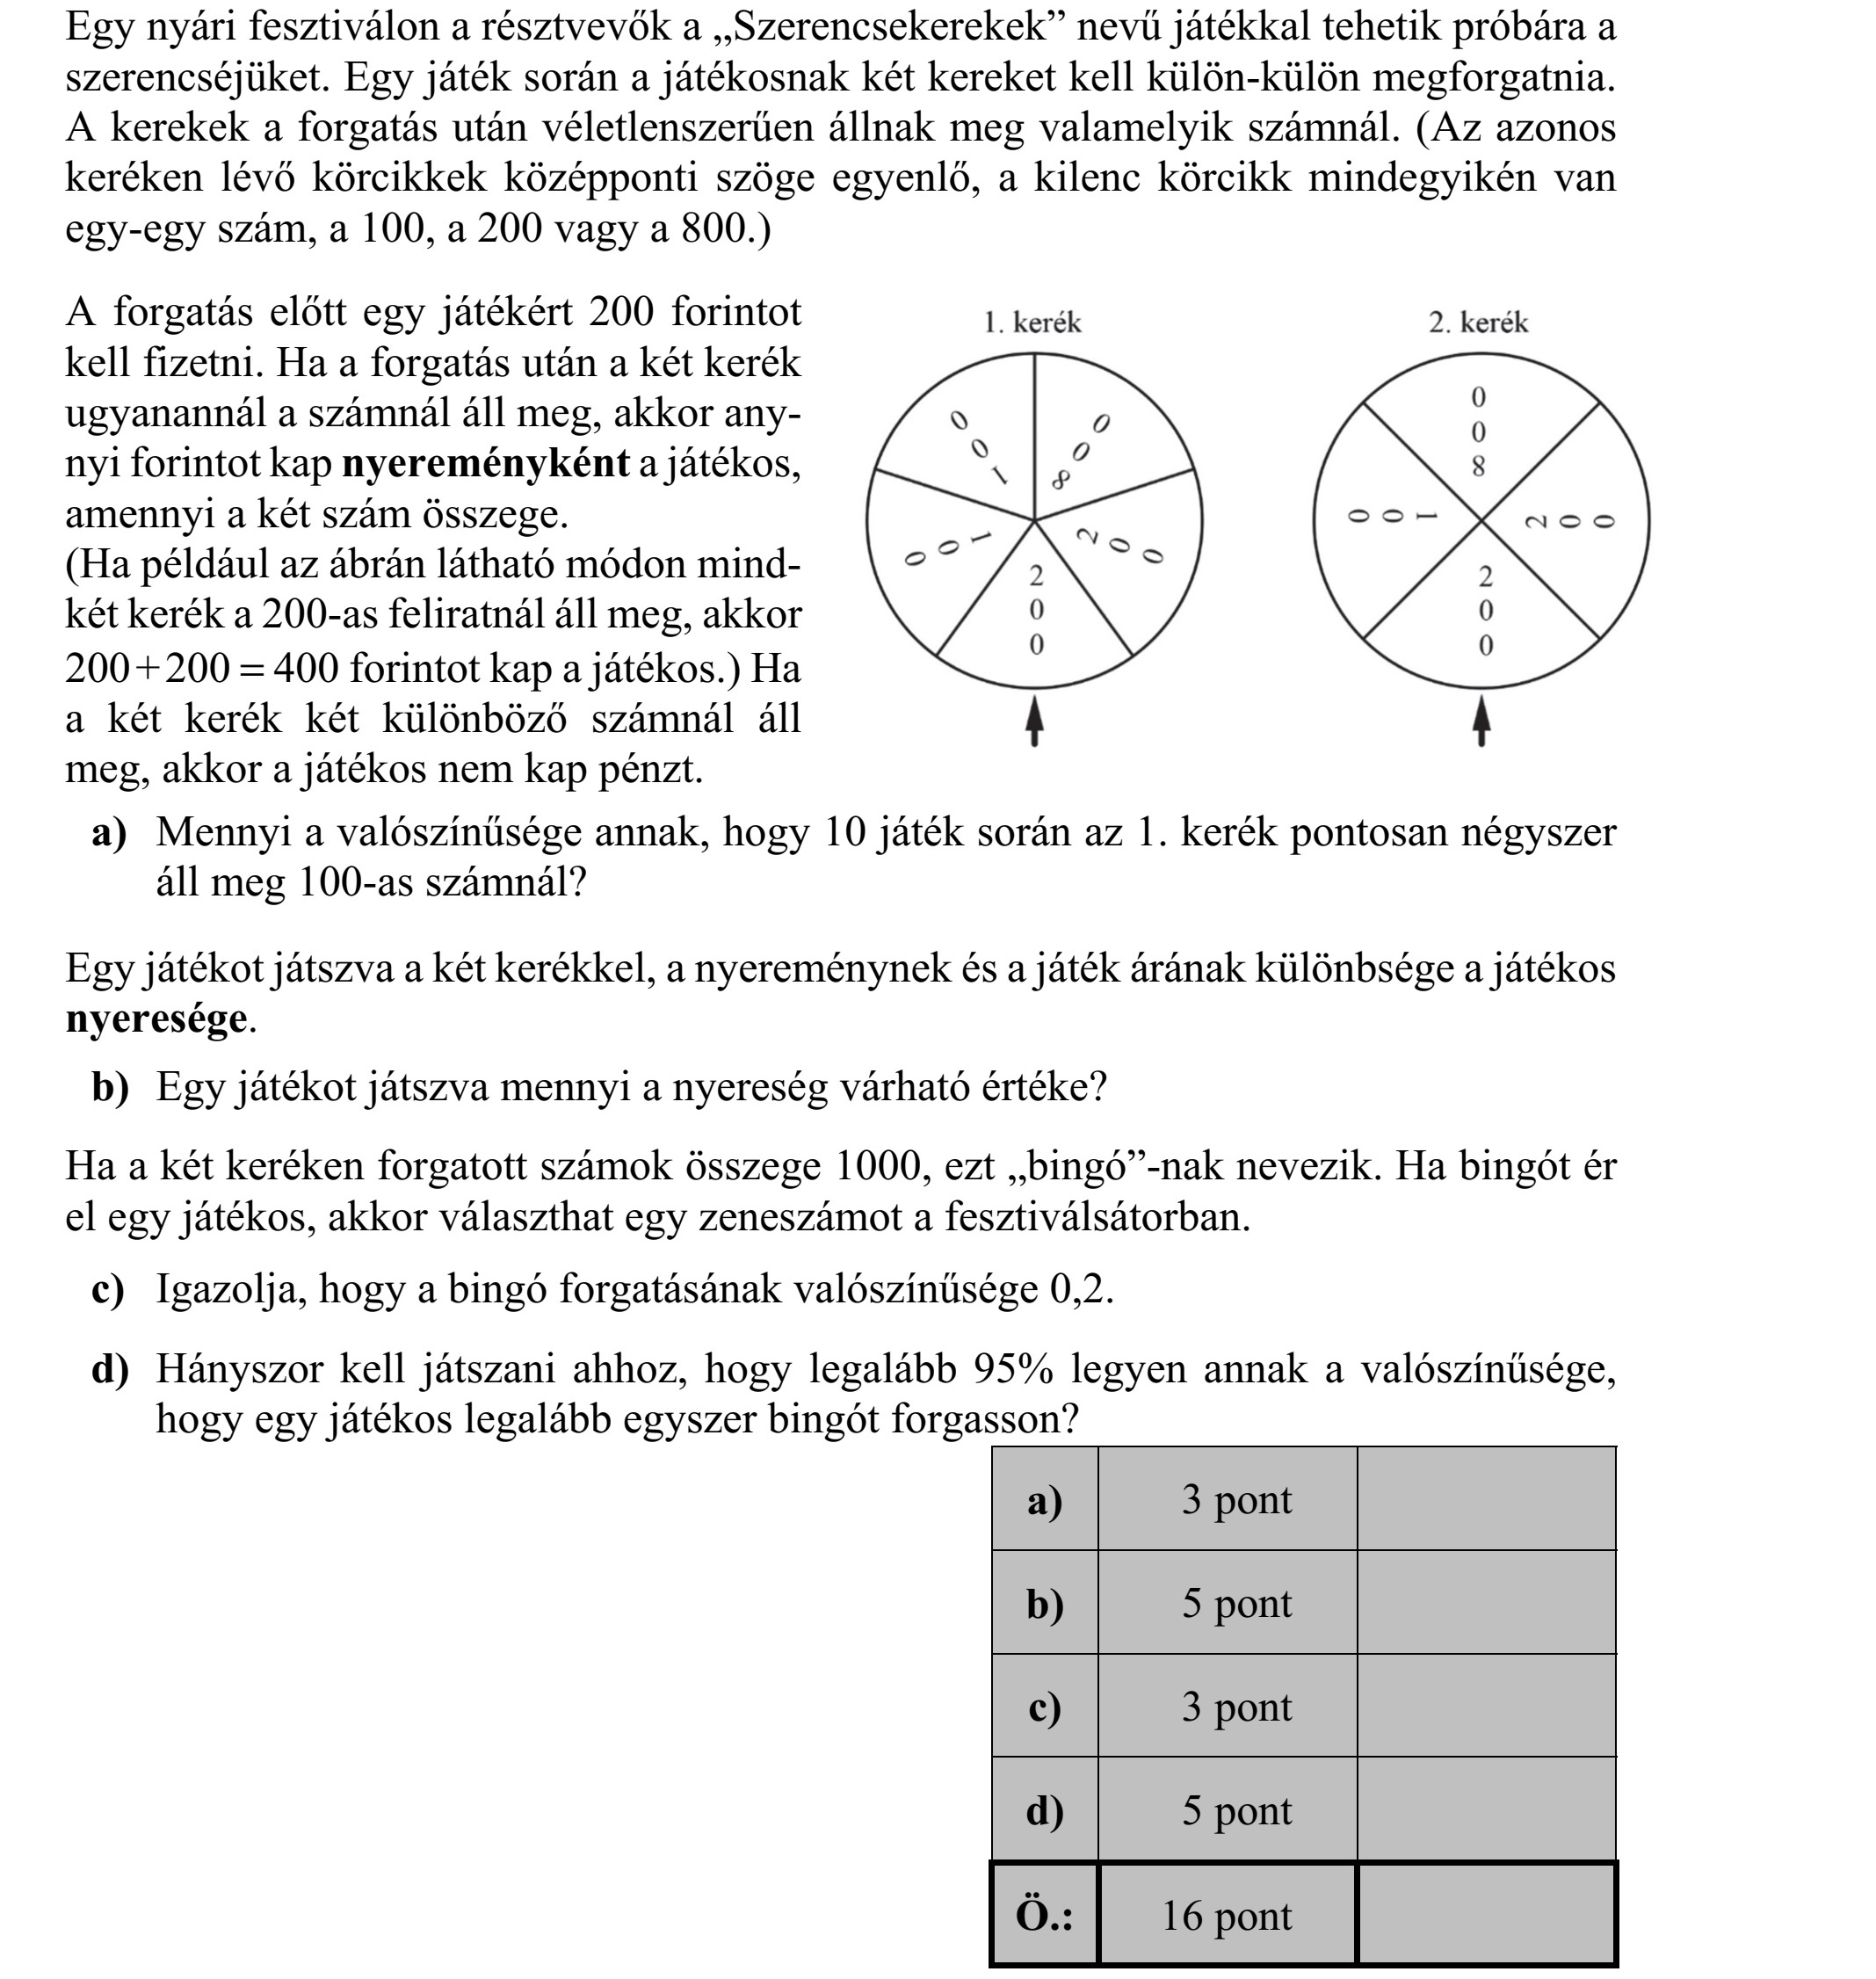 Egy nyári fesztiválon a résztvevők a „Szerencsekerekek” nevű játékkal tehetik próbára a
szerencséjüket. Egy játék során a játékosnak két kereket kell külön-külön megforgatnia.
A kerekek a forgatás után véletlenszerűen állnak meg valamelyik számnál. (Az azonos
keréken lévő körcikkek középponti szöge egyenlő, a kilenc körcikk mindegyikén van
egy-egy szám, a 100, a 200 vagy a 800.)
A forgatás előtt egy játékért 200 forintot
kell fizetni. Ha a forgatás után a két kerék
ugyanannál a számnál áll meg, akkor any-
nyi forintot kap nyereményként a játékos,
amennyi a két szám összege.
(Ha például az ábrán látható módon mind-
két kerék a 200-as feliratnál áll meg, akkor
200+200 = 400 forintot kap a játékos.) Ha
a két kerék két különböző számnál áll
meg, akkor a játékos nem kap pénzt.
1. kerék
100
800
100
200
200
2. kerék
800
100
200
200
a) Mennyi a valószínűsége annak, hogy 10 játék során az 1. kerék pontosan négyszer
áll meg 100-as számnál?
Egy játékot játszva a két kerékkel, a nyereménynek és a játék árának különbsége a játékos
nyeresége.
b) Egy játékot játszva mennyi a nyereség várható értéke?
Ha a két keréken forgatott számok összege 1000, ezt „bingó”-nak nevezik. Ha bingót ér
el egy játékos, akkor választhat egy zeneszámot a fesztiválsátorban.
c) Igazolja, hogy a bingó forgatásának valószínűsége 0,2.
d) Hányszor kell játszani ahhoz, hogy legalább 95% legyen annak a valószínűsége,
hogy egy játékos legalább egyszer bingót forgasson?
a) 3 pont
b) 5 pont
c) 3 pont
d) 5 pont
Ö.: 16 pont